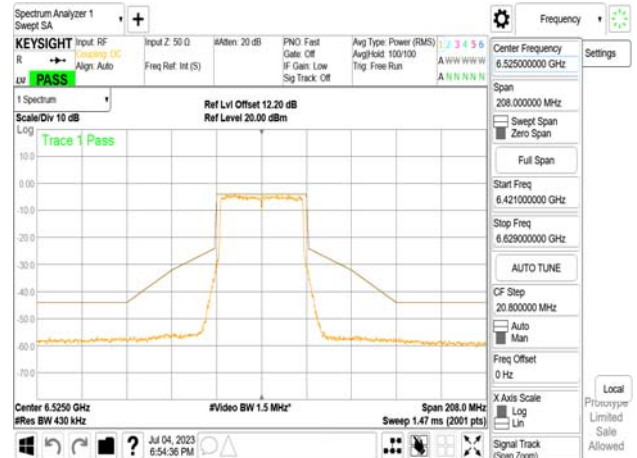 Spectrum Analyzer 1
Swept SA
+
Frequency
KEYSIGHT
Input: RF
Coupling: DC
Align: Auto
Input Z: 50 Ω
Freq Ref: Int (S)
#Atten: 20 dB
PNO: Fast
Gate: Off
IF Gain: Low
Sig Track: Off
Avg Type: Power (RMS)
Avg|Hold: 100/100
Trig: Free Run
1 2 3 4 5 6
A W W W W W
A N N N N N
R
LV
PASS
1 Spectrum
Scale/Div 10 dB
Ref Lvl Offset 12.20 dB
Ref Level 20.00 dBm
Log
Trace 1 Pass
10.0
0.00
-10.0
-20.0
-30.0
-40.0
-50.0
-60.0
-70.0
Center 6.5250 GHz
#Video BW 1.5 MHz*
Span 208.0 MHz
#Res BW 430 kHz
Sweep 1.47 ms (2001 pts)
?
Jul 04, 2023
6:54:36 PM
Center Frequency
6.525000000 GHz
Settings
Span
208.000000 MHz
Swept Span
Zero Span
Full Span
Start Freq
6.421000000 GHz
Stop Freq
6.629000000 GHz
AUTO TUNE
CF Step
20.800000 MHz
Auto
Man
Freq Offset
0 Hz
X Axis Scale
Log
Lin
Signal Track
(Span Zoom)
Local
Prototype
Limited
Sale
Allowed